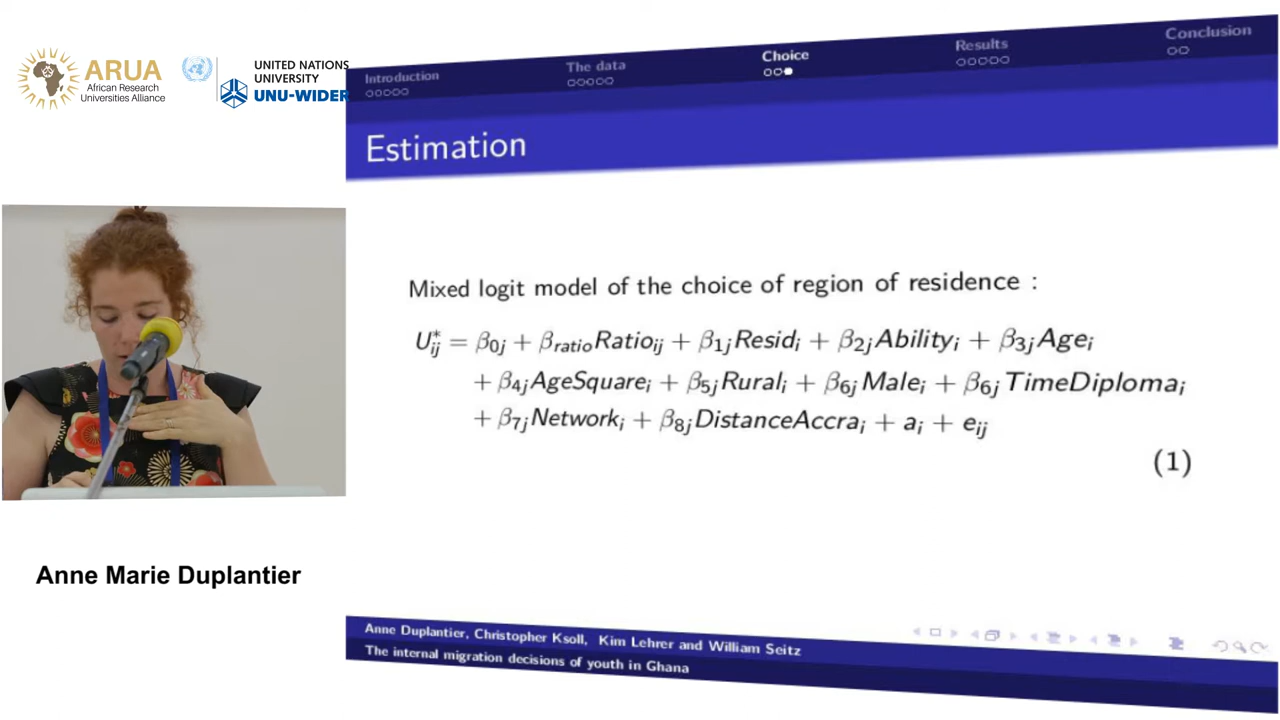 ARUA
African Research
Universities Alliance
UNITED NATIONS
UNIVERSITY
UNU-WIDER
Introduction
The data
Choice
Results
Conclusion
Estimation
Mixed logit model of the choice of region of residence :
U*ij = β0j + βratioRatioij + β1jResidi + β2jAbilityi + β3jAgei
+ β4jAgeSquarei + β5jRurali + β6jMalei + β6jTimeDiplomai
+ β7jNetworki + β8jDistanceAccrai + ai + eij
(1)
Anne Marie Duplantier
Anne Duplantier, Christopher Ksoll, Kim Lehrer and William Seitz
The internal migration decisions of youth in Ghana